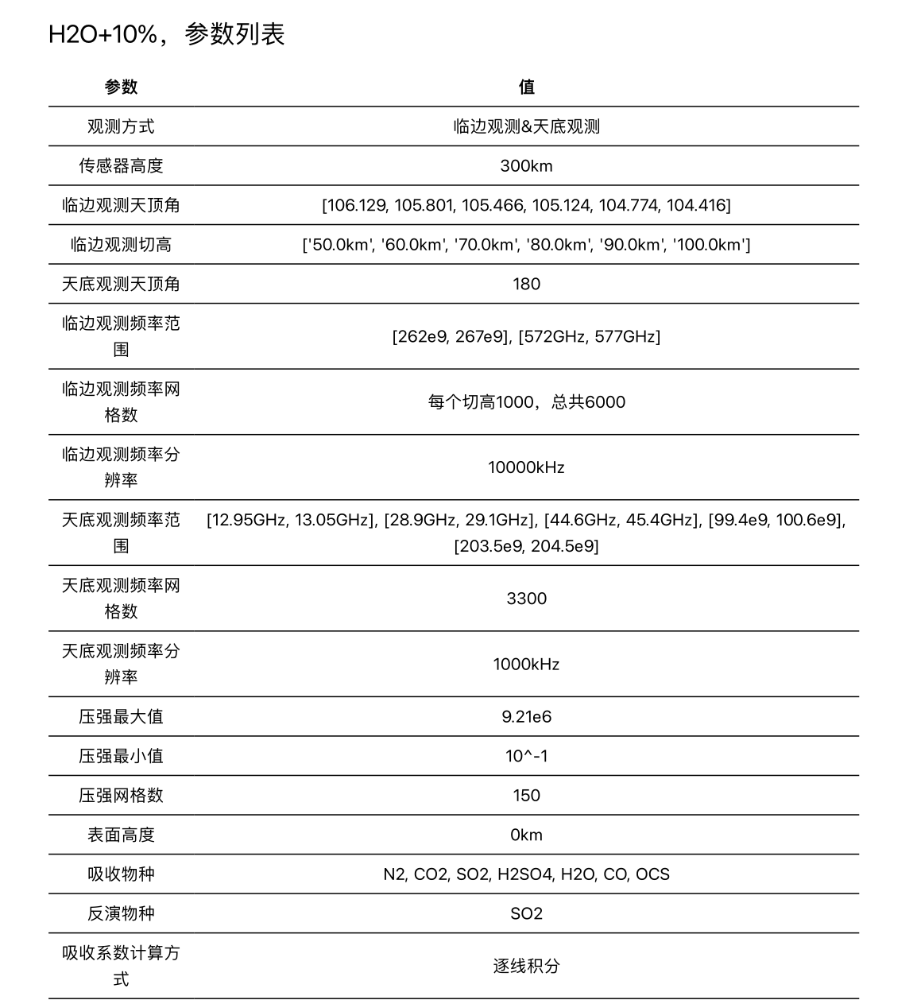 H2O+10%，参数列表
参数 值
观测方式 临边观测&天底观测
传感器高度 300km
临边观测天顶角 [106.129, 105.801, 105.466, 105.124, 104.774, 104.416]
临边观测切高 ['50.0km', '60.0km', '70.0km', '80.0km', '90.0km', '100.0km']
天底观测天顶角 180
临边观测频率范
围
[262e9, 267e9], [572GHz, 577GHz]
临边观测频率网
格数
每个切高1000，总共6000
临边观测频率分
辨率
10000kHz
天底观测频率范
围
[12.95GHz, 13.05GHz], [28.9GHz, 29.1GHz], [44.6GHz, 45.4GHz], [99.4e9, 100.6e9],
[203.5e9, 204.5e9]
天底观测频率网
格数
3300
天底观测频率分
辨率
1000kHz
压强最大值 9.21e6
压强最小值 10^-1
压强网格数 150
表面高度 0km
吸收物种 N2, CO2, SO2, H2SO4, H2O, CO, OCS
反演物种 SO2
吸收系数计算方
式
逐线积分